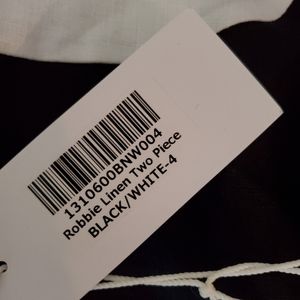 1310600BNW004
Robbie Linen Two Piece
BLACK/WHITE-4